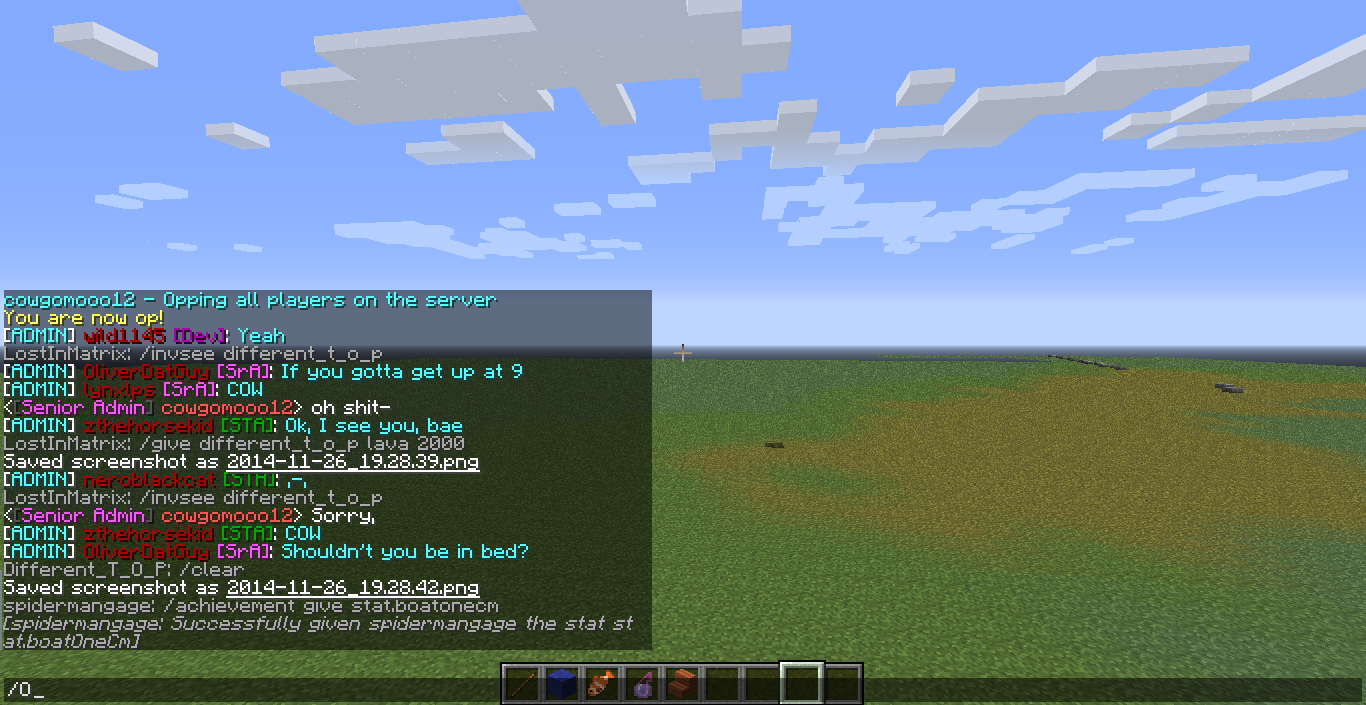 cowgomooo12 - Opping all players on the server
You are now op!
[ADMIN] wild1145 [Dev]: Yeah
LostInMatrix: /invsee different_t_o_p
[ADMIN] OliverDatGuy [SrA]: If you gotta get up at 9
[ADMIN] lynxlps [SrA]: COW
<[Senior Admin] cowgomooo12> oh shit-
[ADMIN] zthehorsekid [STA]: Ok, I see you, bae
LostInMatrix: /give different_t_o_p lava 2000
Saved screenshot as 2014-11-26_19.28.39.png
[ADMIN] neroblackcat [STA]: ,-,
LostInMatrix: /invsee different_t_o_p
<[Senior Admin] cowgomooo12> Sorry,
[ADMIN] zthehorsekid [STA]: COW
[ADMIN] OliverDatGuy [SrA]: Shouldn't you be in bed?
Different_T_O_P: /clear
Saved screenshot as 2014-11-26_19.28.42.png
spidermangage: /achievement give stat.boatonecm
[spidermangage: Successfully given spidermangage the stat st
at.boatOneCm]
/O_